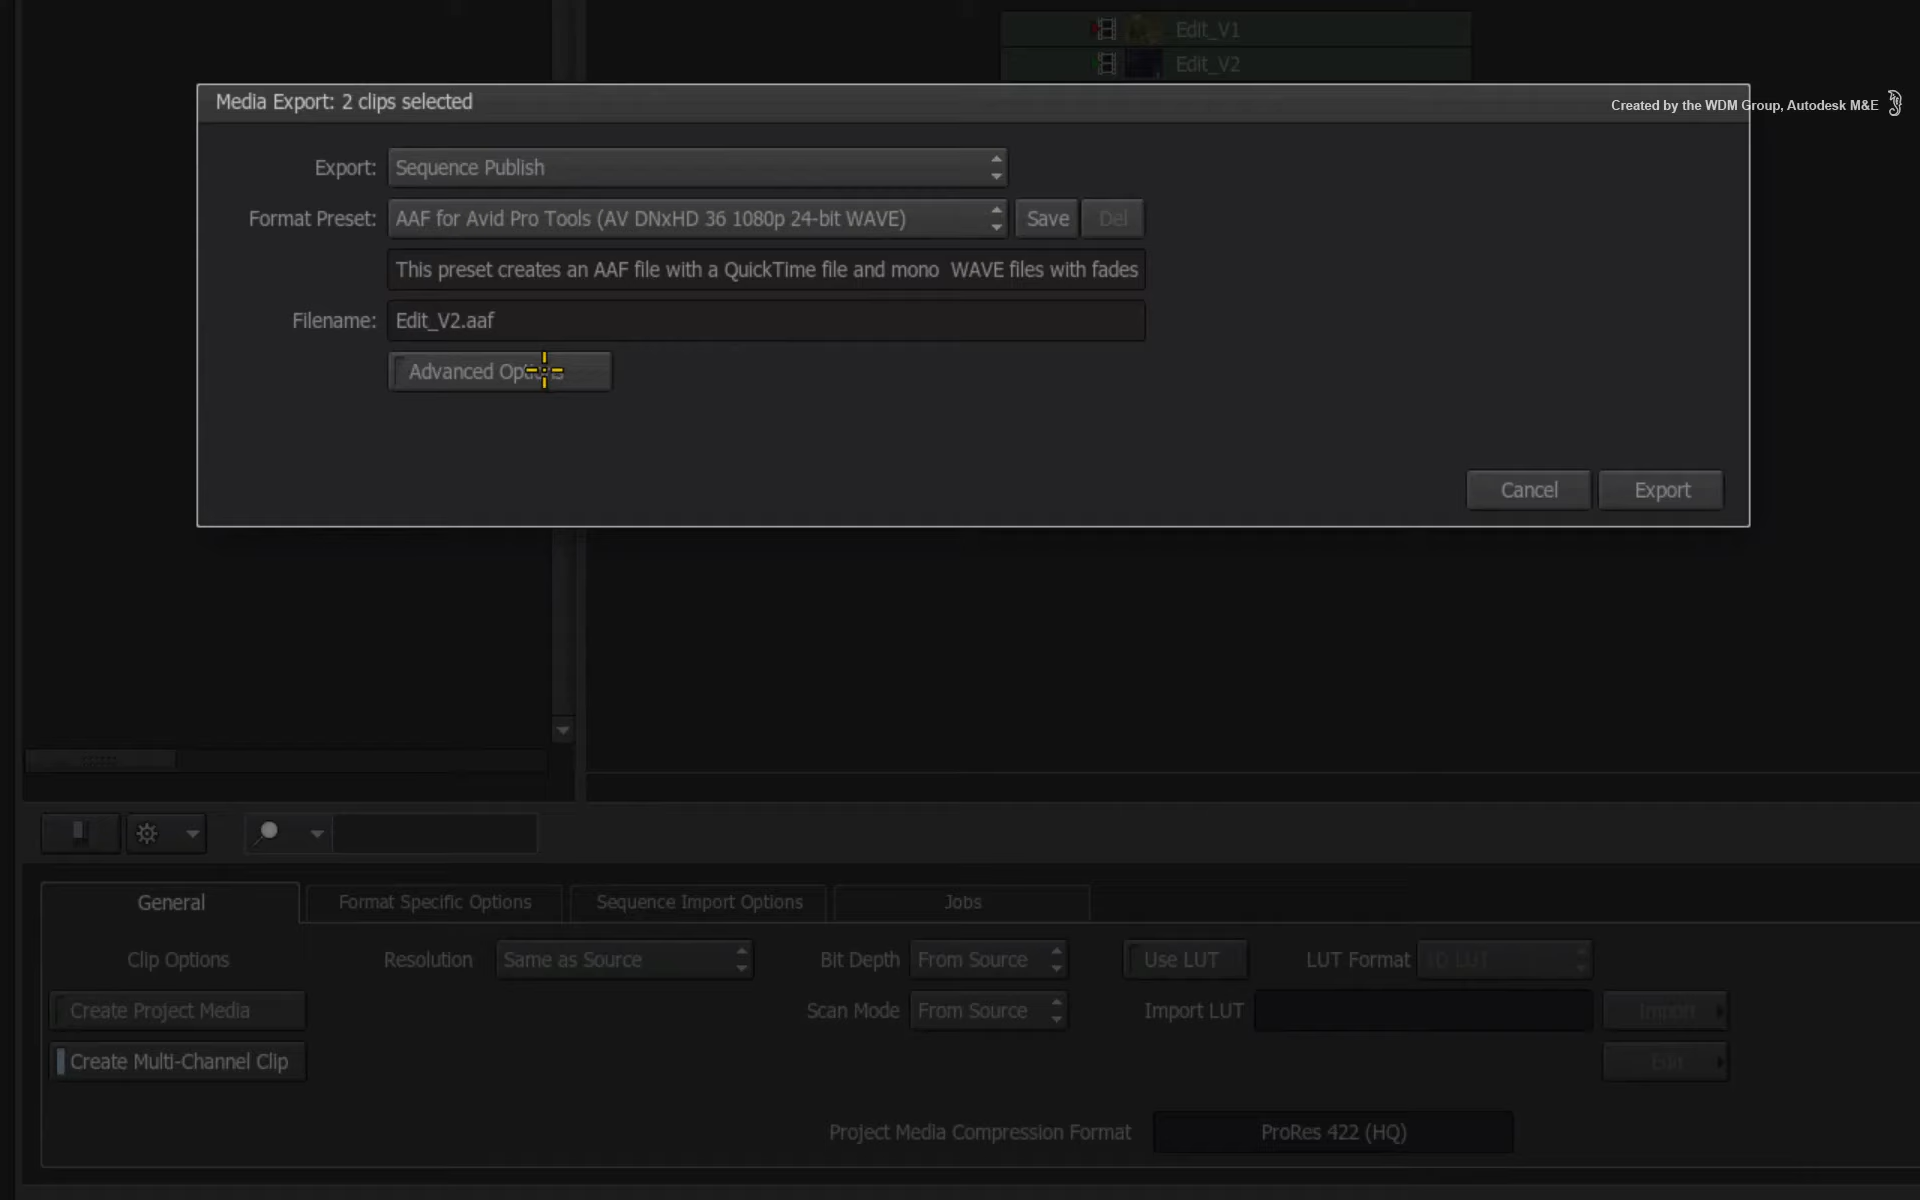 Edit_V1
Edit_V2
Media Export: 2 clips selected
Created by the WDM Group, Autodesk M&E
Export: Sequence Publish
Format Preset: AAF for Avid Pro Tools (AV DNxHD 36 1080p 24-bit WAVE) Save Del
This preset creates an AAF file with a QuickTime file and mono WAVE files with fades
Filename: Edit_V2.aaf
Advanced Options
Cancel Export
General Format Specific Options Sequence Import Options Jobs
Clip Options Resolution Same as Source Bit Depth From Source Use LUT LUT Format 1D LUT
Create Project Media Scan Mode From Source Import LUT Import
Create Multi-Channel Clip Edit
Project Media Compression Format ProRes 422 (HQ)